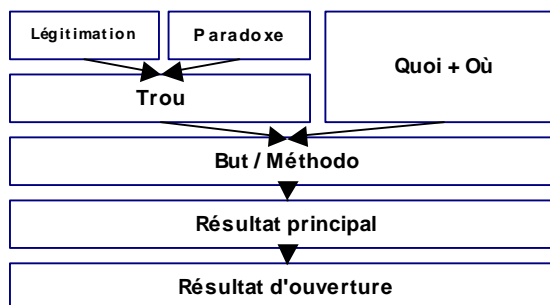 Légitimation
Paradoxe
Quoi + Où
Trou
But / Méthodo
Résultat principal
Résultat d'ouverture